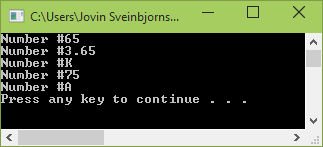 C:\Users\Jovin Sveinbjorns...
Number #65
Number #3.65
Number #K
Number #75
Number #A
Press any key to continue . . .